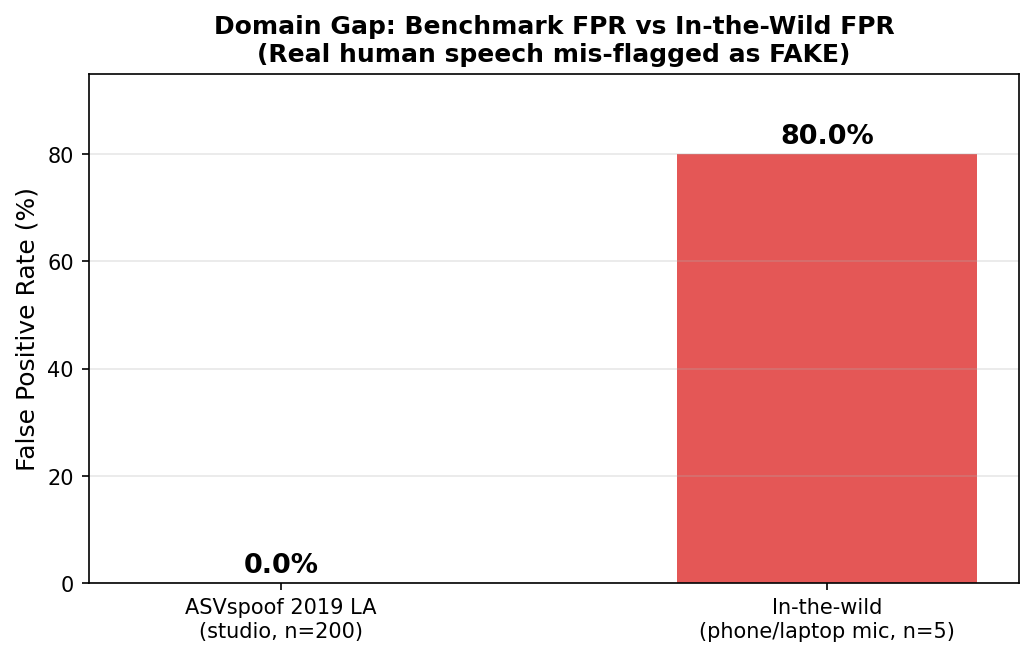 Domain Gap: Benchmark FPR vs In-the-Wild FPR
(Real human speech mis-flagged as FAKE)
False Positive Rate (%)
80
60
40
20
0
0.0%
80.0%
ASVspoof 2019 LA
(studio, n=200)
In-the-wild
(phone/laptop mic, n=5)